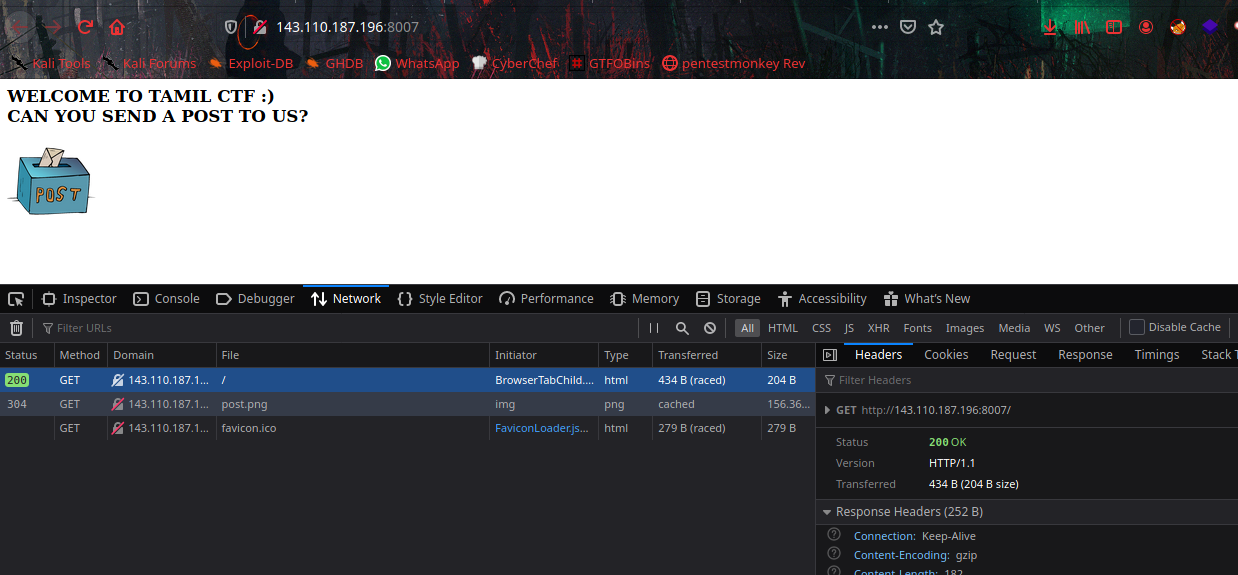 143.110.187.196:8007
Kali Tools Kali Forums Exploit-DB GHDB WhatsApp CyberChef GTFOBins pentestmonkey Rev
WELCOME TO TAMIL CTF :)
CAN YOU SEND A POST TO US?
POST
Inspector Console Debugger Network Style Editor Performance Memory Storage Accessibility What's New
Filter URLs All HTML CSS JS XHR Fonts Images Media WS Other Disable Cache
Status Method Domain File Initiator Type Transferred Size Headers Cookies Request Response Timings Stack
200 GET 143.110.187.1... / BrowserTabChild.... html 434 B (raced) 204 B Filter Headers
304 GET 143.110.187.1... post.png img png cached 156.36... GET http://143.110.187.196:8007/
GET 143.110.187.1... favicon.ico FaviconLoader.js... html 279 B (raced) 279 B
Status 200 OK
Version HTTP/1.1
Transferred 434 B (204 B size)
Response Headers (252 B)
Connection: Keep-Alive
Content-Encoding: gzip
Content-Length: 182